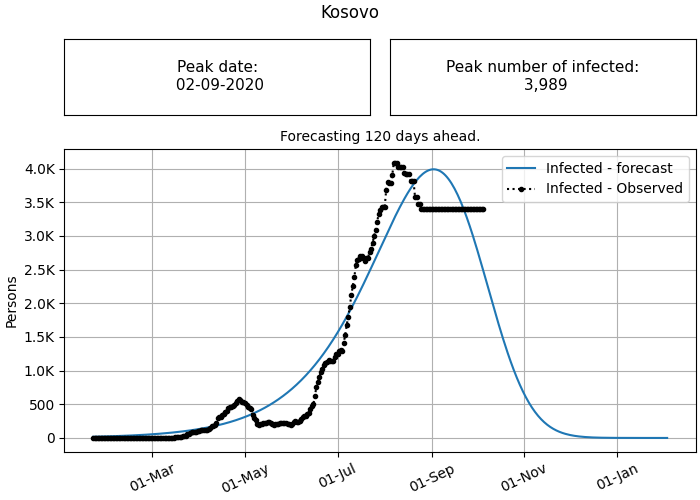 Kosovo
Peak date:
02-09-2020
Peak number of infected:
3,989
Forecasting 120 days ahead.
Infected - forecast
Infected - Observed
4.0K
3.5K
3.0K
2.5K
2.0K
1.5K
1.0K
500
0
Persons
01-Mar
01-May
01-Jul
01-Sep
01-Nov
01-Jan